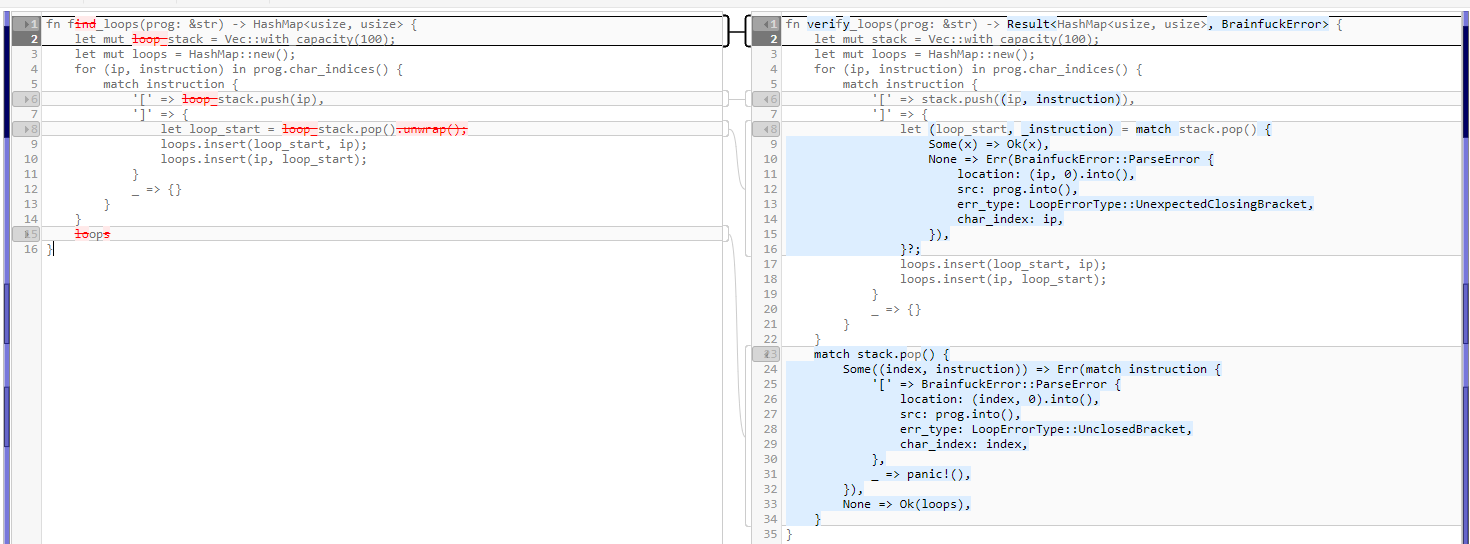 1 fn find_loops(prog: &str) -> HashMap<usize, usize> {
2     let mut loop_stack = Vec::with_capacity(100);
3     let mut loops = HashMap::new();
4     for (ip, instruction) in prog.char_indices() {
5         match instruction {
6             '[' => loop_stack.push(ip),
7             ']' => {
8                 let loop_start = loop_stack.pop().unwrap();
9                 loops.insert(loop_start, ip);
10                 loops.insert(ip, loop_start);
11             }
12             _ => {}
13         }
14     }
15     loops
16 }
1 fn verify_loops(prog: &str) -> Result<HashMap<usize, usize>, BrainfuckError> {
2     let mut stack = Vec::with_capacity(100);
3     let mut loops = HashMap::new();
4     for (ip, instruction) in prog.char_indices() {
5         match instruction {
6             '[' => stack.push((ip, instruction)),
7             ']' => {
8                 let (loop_start, _instruction) = match stack.pop() {
9                     Some(x) => Ok(x),
10                     None => Err(BrainfuckError::ParseError {
11                         location: (ip, 0).into(),
12                         src: prog.into(),
13                         err_type: LoopErrorType::UnexpectedClosingBracket,
14                         char_index: ip,
15                     }),
16                 }?;
17                 loops.insert(loop_start, ip);
18                 loops.insert(ip, loop_start);
19             }
20             _ => {}
21         }
22     }
23     match stack.pop() {
24         Some((index, instruction)) => Err(match instruction {
25             '[' => BrainfuckError::ParseError {
26                 location: (index, 0).into(),
27                 src: prog.into(),
28                 err_type: LoopErrorType::UnclosedBracket,
29                 char_index: index,
30             },
31             _ => panic!(),
32         }),
33         None => Ok(loops),
34     }
35 }